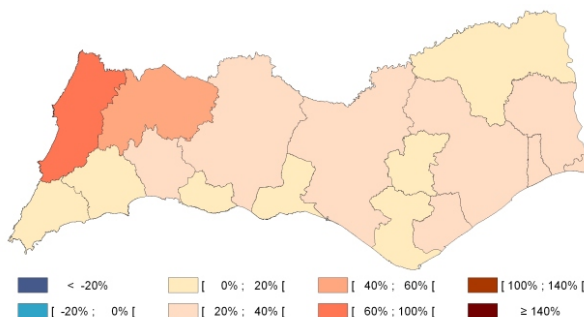 < -20% [ 0% ; 20% [ [ 40% ; 60% [ [ 100% ; 140% [
[ -20% ; 0% [ [ 20% ; 40% [ [ 60% ; 100% [ ≥ 140%